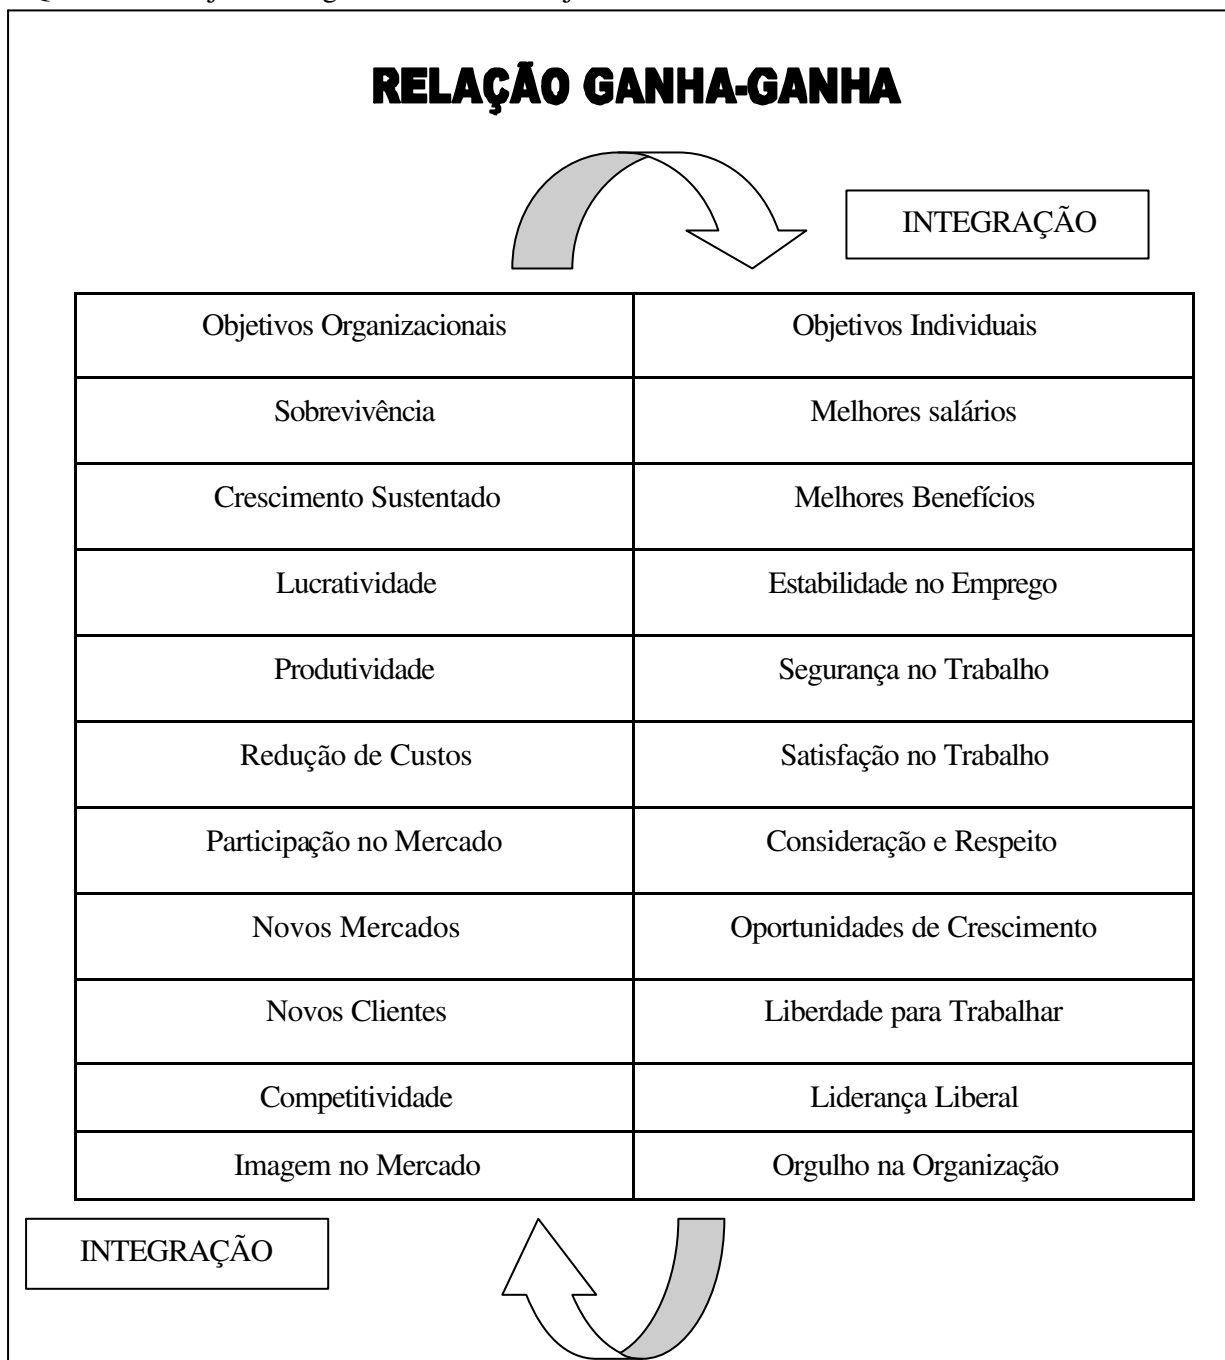 RELAÇÃO GANHA-GANHA
INTEGRAÇÃO
Objetivos Organizacionais Objetivos Individuais
Sobrevivência Melhores salários
Crescimento Sustentado Melhores Benefícios
Lucratividade Estabilidade no Emprego
Produtividade Segurança no Trabalho
Redução de Custos Satisfação no Trabalho
Participação no Mercado Consideração e Respeito
Novos Mercados Oportunidades de Crescimento
Novos Clientes Liberdade para Trabalhar
Competitividade Liderança Liberal
Imagem no Mercado Orgulho na Organização
INTEGRAÇÃO